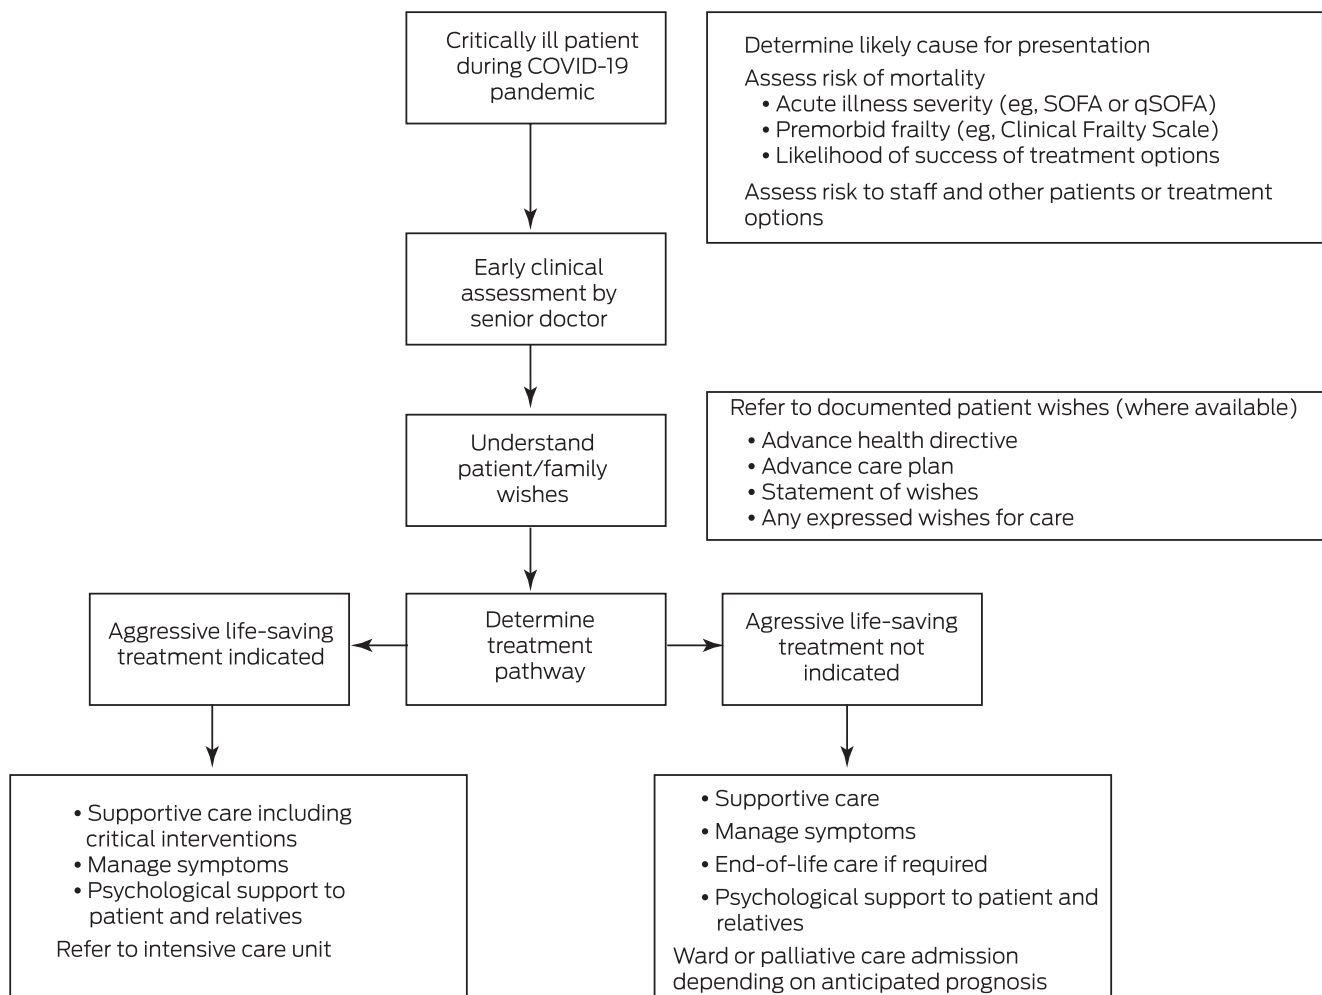 Critically ill patient
during COVID-19
pandemic
Determine likely cause for presentation
Assess risk of mortality
• Acute illness severity (eg, SOFA or qSOFA)
• Premorbid frailty (eg, Clinical Frailty Scale)
• Likelihood of success of treatment options
Assess risk to staff and other patients or treatment
options
Early clinical
assessment by
senior doctor
Understand
patient/family
wishes
Refer to documented patient wishes (where available)
• Advance health directive
• Advance care plan
• Statement of wishes
• Any expressed wishes for care
Aggressive life-saving
treatment indicated
Determine
treatment
pathway
Agressive life-saving
treatment not
indicated
• Supportive care including
critical interventions
• Manage symptoms
• Psychological support to
patient and relatives
Refer to intensive care unit
• Supportive care
• Manage symptoms
• End-of-life care if required
• Psychological support to patient and
relatives
Ward or palliative care admission
depending on anticipated prognosis